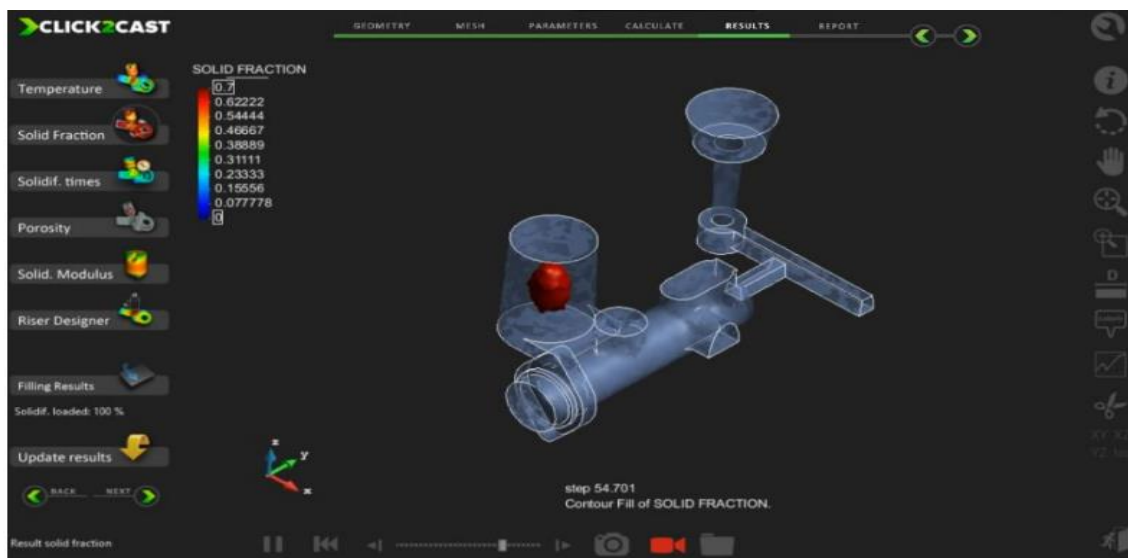 CLICK2CAST
GEOMETRY MESH PARAMETERS CALCULATE RESULTS REPORT
Temperature
Solid Fraction
Solidif. times
Porosity
Solid. Modulus
Riser Designer
Filling Results
Solidif. loaded: 100 %
Update results
BACK NEXT
Result solid fraction
SOLID FRACTION
0.7
0.62222
0.54444
0.46667
0.38889
0.31111
0.23333
0.15556
0.077778
0
z
y
x
step 54.701
Contour Fill of SOLID FRACTION.
D
XY XZ